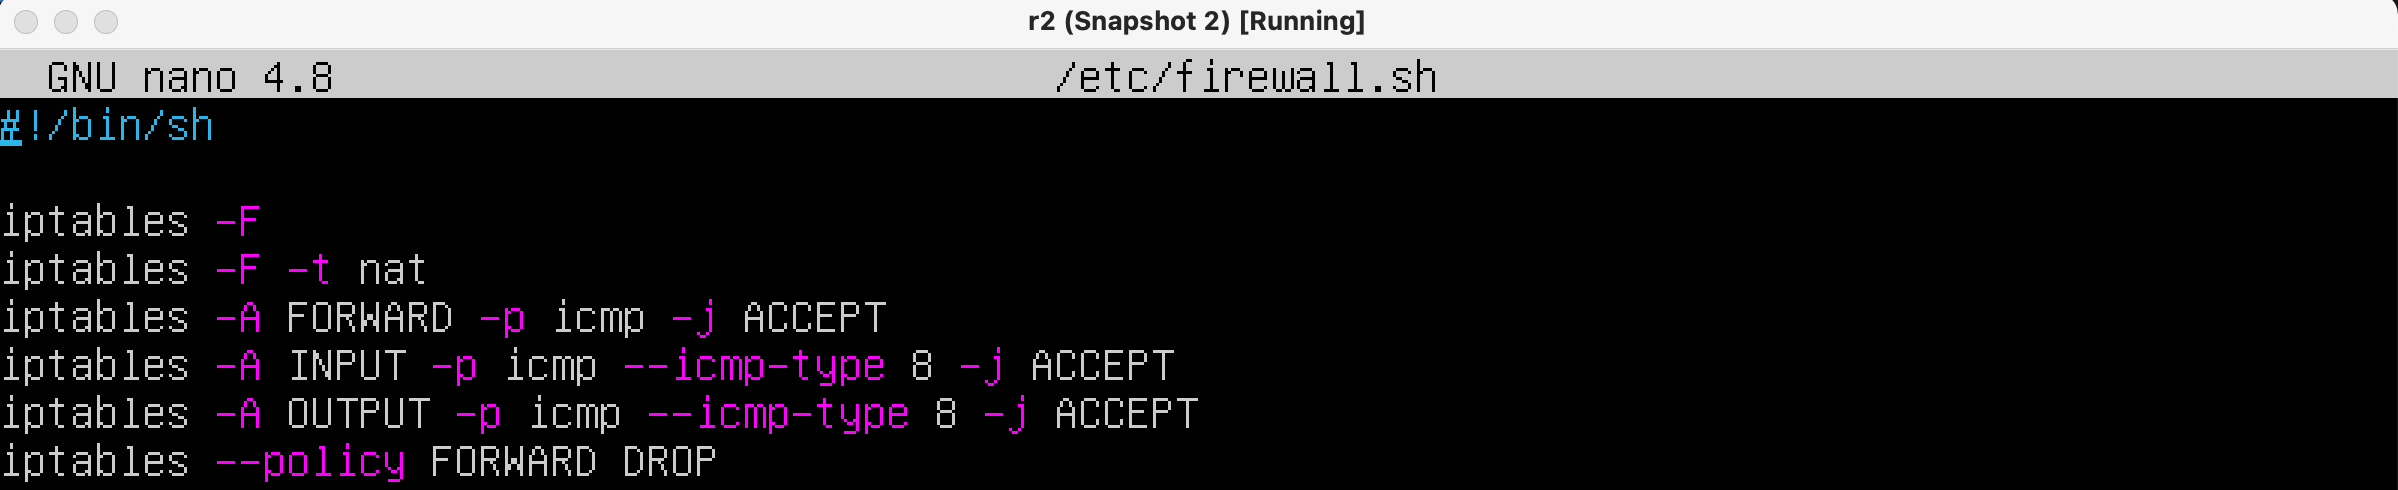 r2 (Snapshot 2) [Running]
GNU nano 4.8 /etc/firewall.sh
#!/bin/sh
iptables -F
iptables -F -t nat
iptables -A FORWARD -p icmp -j ACCEPT
iptables -A INPUT -p icmp --icmp-type 8 -j ACCEPT
iptables -A OUTPUT -p icmp --icmp-type 8 -j ACCEPT
iptables --policy FORWARD DROP